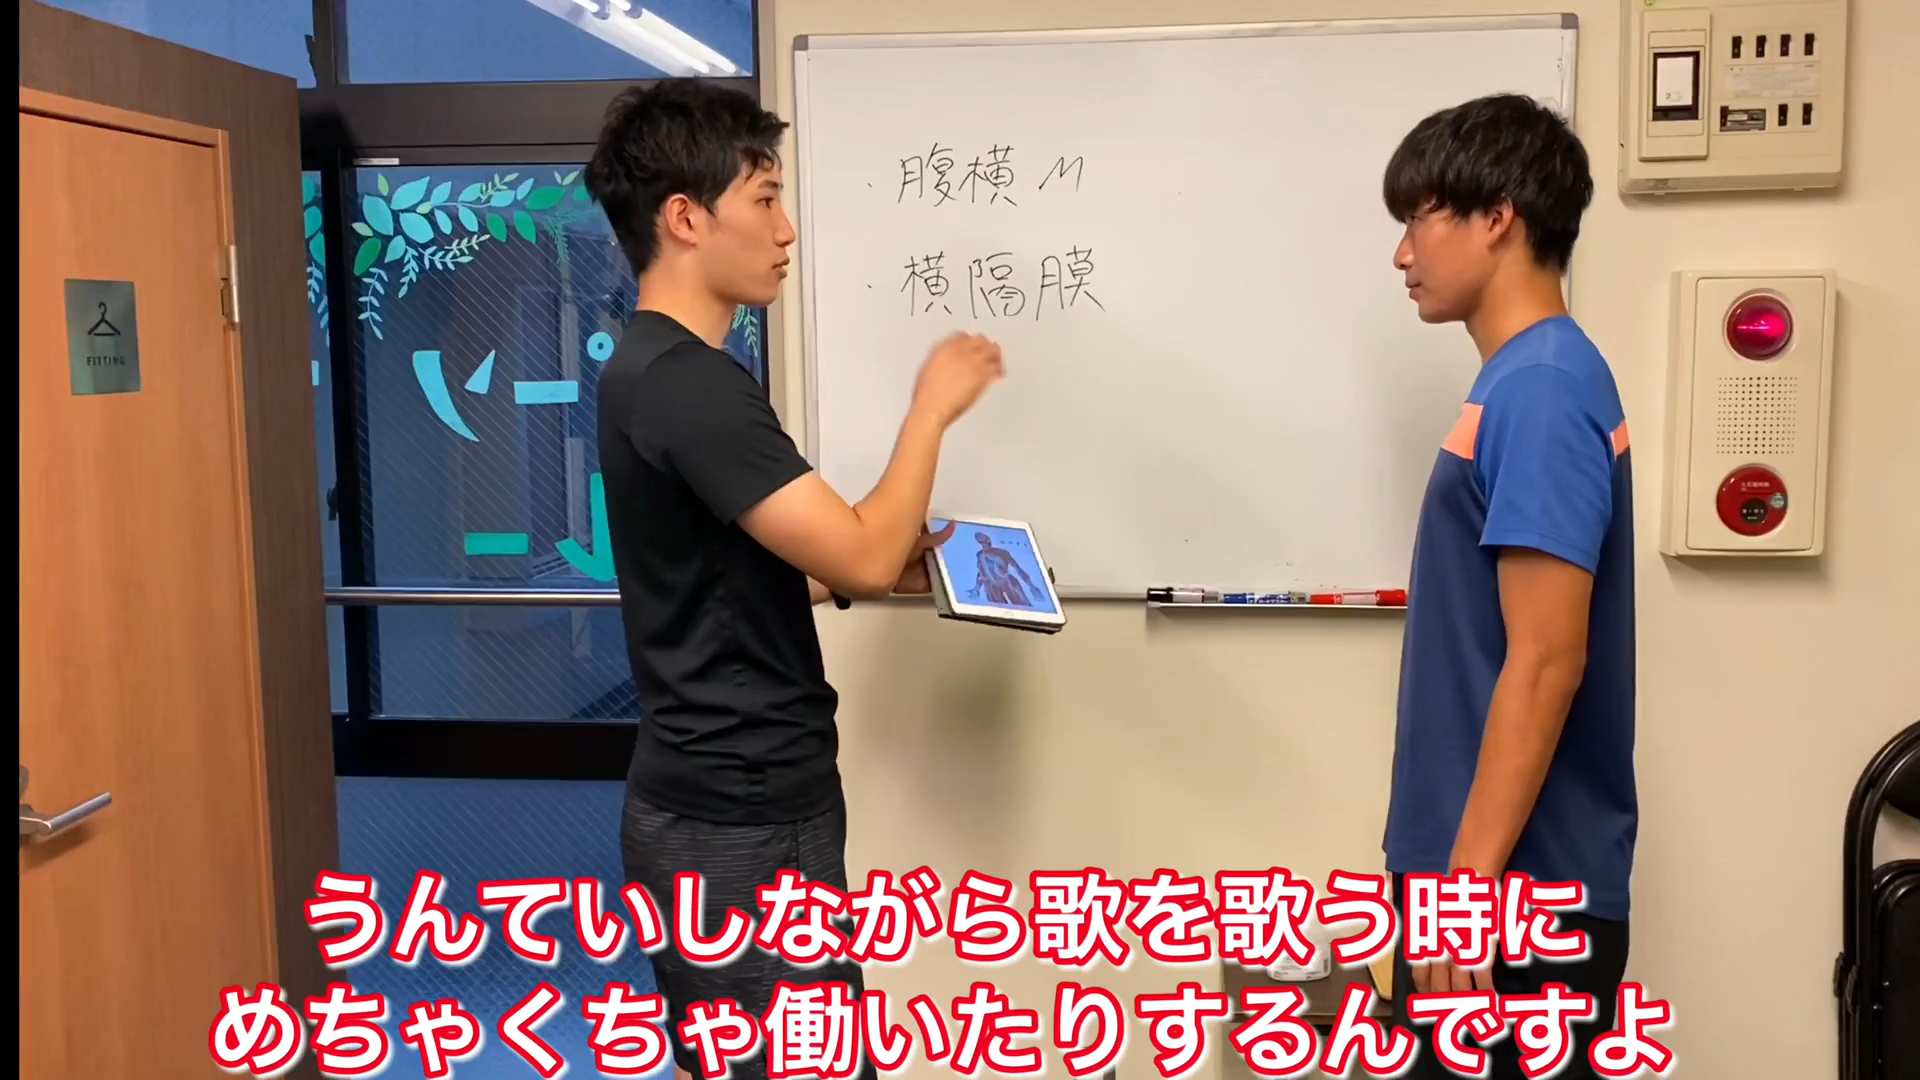 ・腹横M
・横隔膜
FITTING
うんていしながら歌を歌う時に
めちゃくちゃ働いたりするんですよ